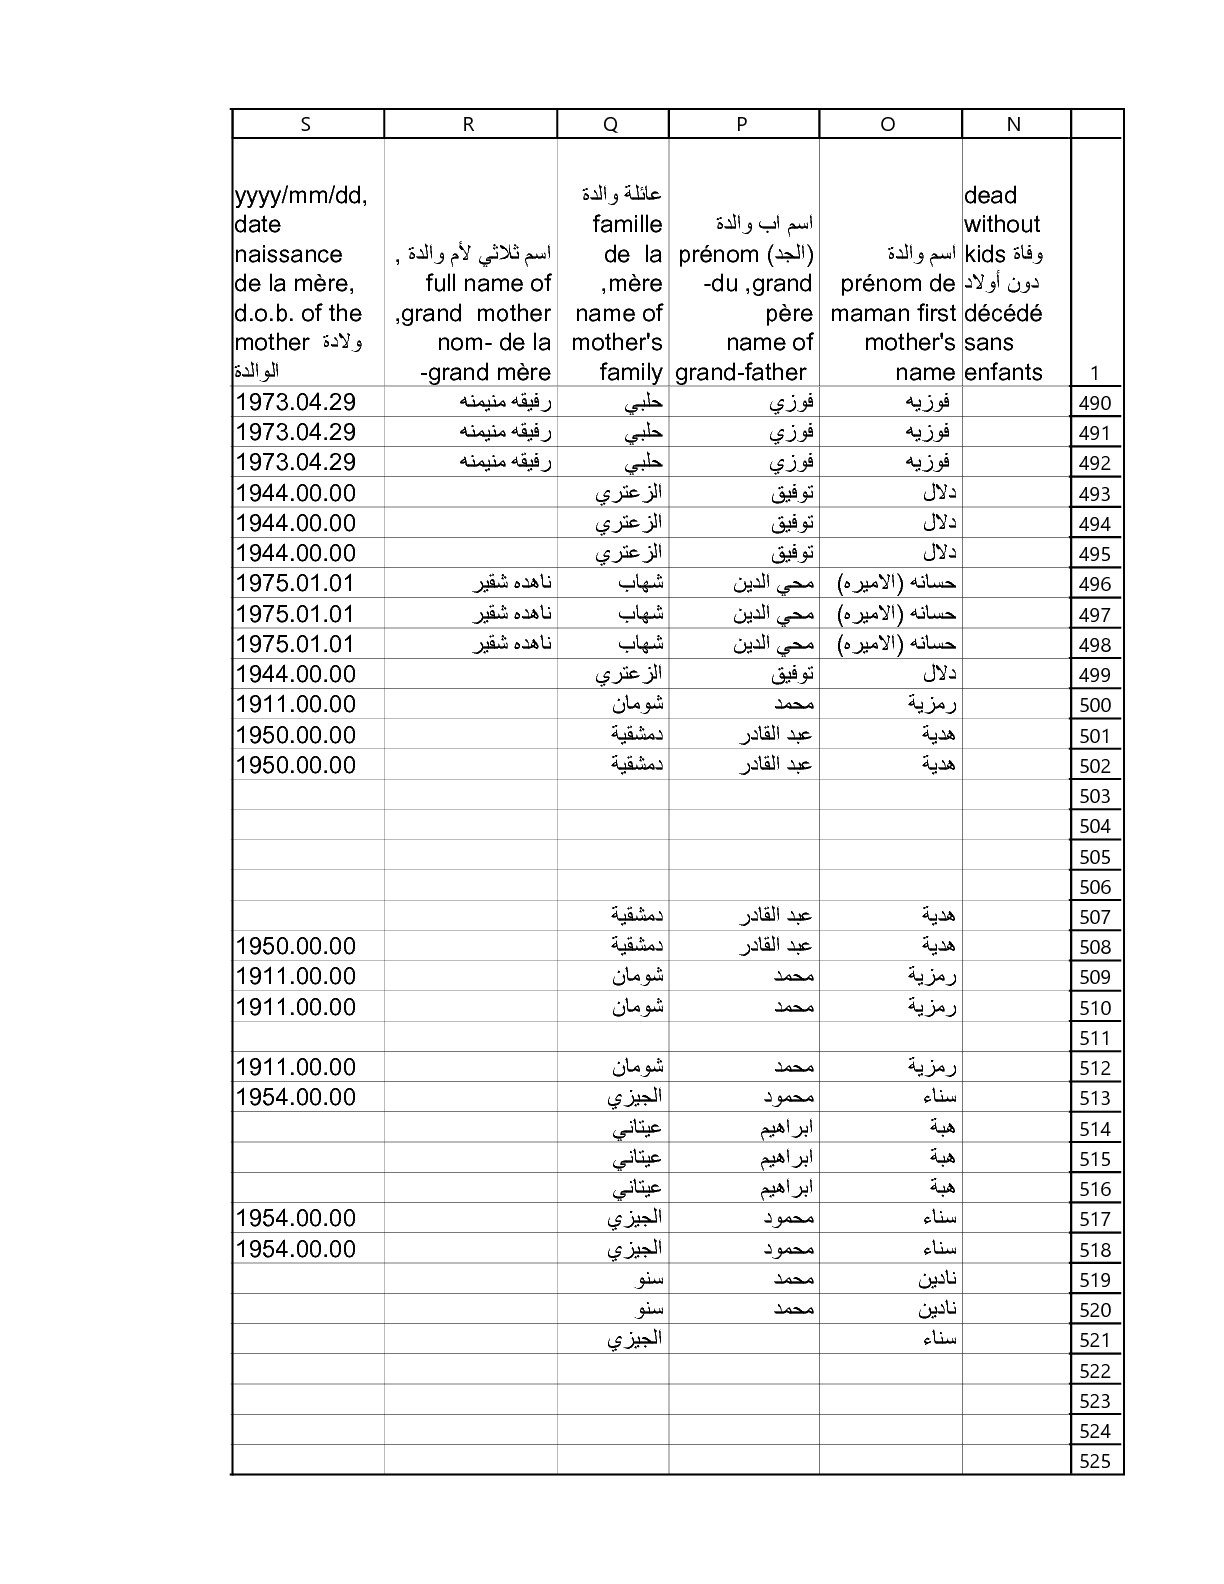 S R Q P O N
yyyy/mm/dd, date naissance de la mère, d.o.b. of the mother ولادة الوالدة
اسم ثلاثي لأم والدة , full name of grand mother, nom- de la grand mère-
عائلة والدة famille de la mère, name of mother's family
اسم اب والدة (الجد) prénom du ,grand- père name of grand-father
اسم والدة prénom de maman first mother's name
dead without kids وفاة دون أولاد décédé sans enfants
1
1973.04.29 رفيقه منيمنه حلبي فوزي فوزيه 490
1973.04.29 رفيقه منيمنه حلبي فوزي فوزيه 491
1973.04.29 رفيقه منيمنه حلبي فوزي فوزيه 492
1944.00.00 الزعتري توفيق دلال 493
1944.00.00 الزعتري توفيق دلال 494
1944.00.00 الزعتري توفيق دلال 495
1975.01.01 ناهده شقير شهاب محي الدين حسانه (الاميره) 496
1975.01.01 ناهده شقير شهاب محي الدين حسانه (الاميره) 497
1975.01.01 ناهده شقير شهاب محي الدين حسانه (الاميره) 498
1944.00.00 الزعتري توفيق دلال 499
1911.00.00 شومان محمد رمزية 500
1950.00.00 دمشقية عبد القادر هدية 501
1950.00.00 دمشقية عبد القادر هدية 502
503
504
505
506
دمشقية عبد القادر هدية 507
1950.00.00 دمشقية عبد القادر هدية 508
1911.00.00 شومان محمد رمزية 509
1911.00.00 شومان محمد رمزية 510
511
1911.00.00 شومان محمد رمزية 512
1954.00.00 الجيزي محمود سناء 513
عيتاني ابراهيم هبة 514
عيتاني ابراهيم هبة 515
عيتاني ابراهيم هبة 516
1954.00.00 الجيزي محمود سناء 517
1954.00.00 الجيزي محمود سناء 518
سنو محمد نادين 519
سنو محمد نادين 520
الجيزي سناء 521
522
523
524
525